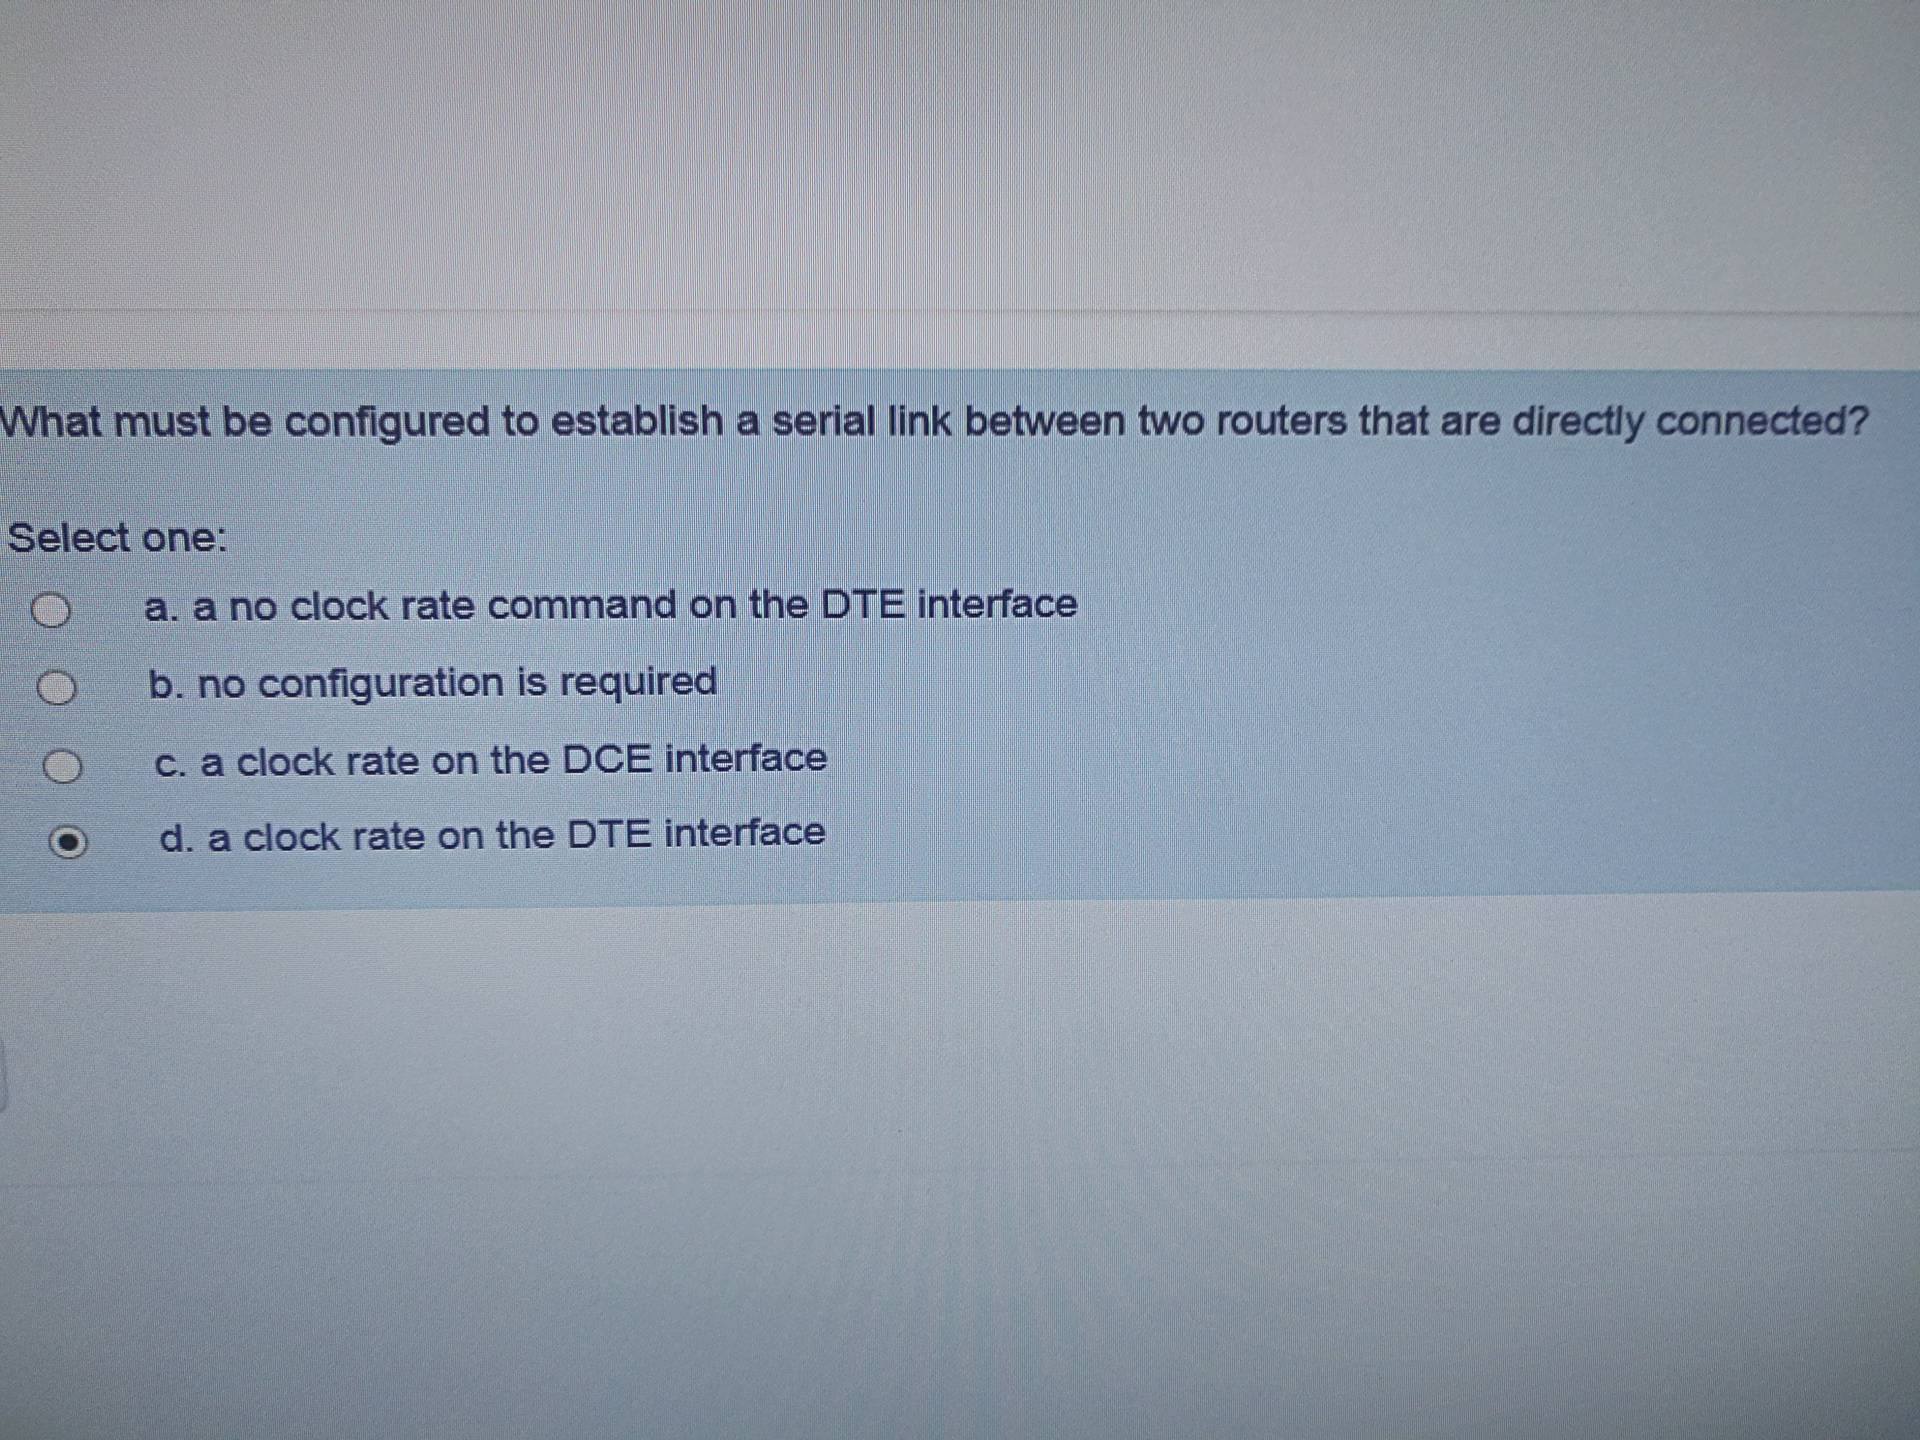 What must be configured to establish a serial link between two routers that are directly connected?
Select one:
a. a no clock rate command on the DTE interface
b. no configuration is required
c. a clock rate on the DCE interface
d. a clock rate on the DTE interface